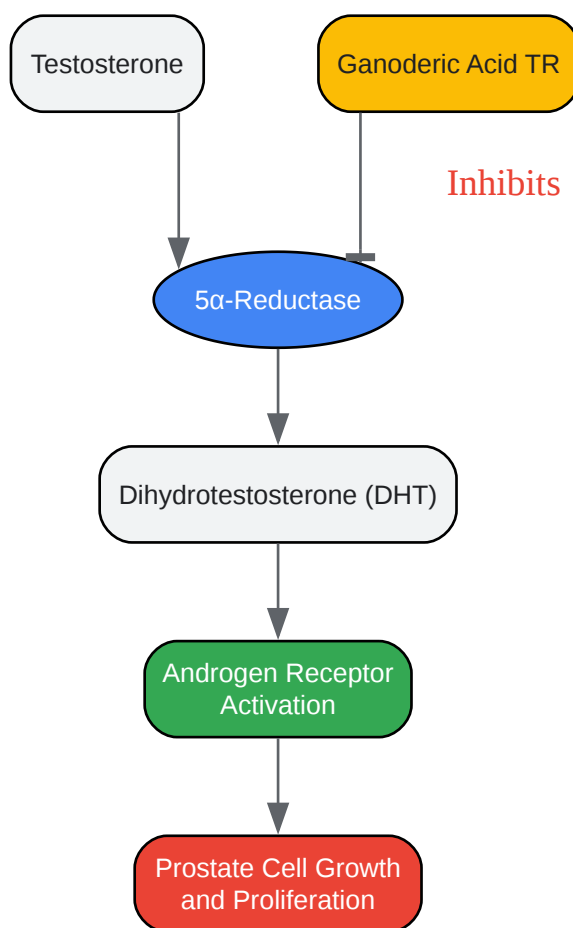 Testosterone
Ganoderic Acid TR
Inhibits
5α-Reductase
Dihydrotestosterone (DHT)
Androgen Receptor
Activation
Prostate Cell Growth
and Proliferation